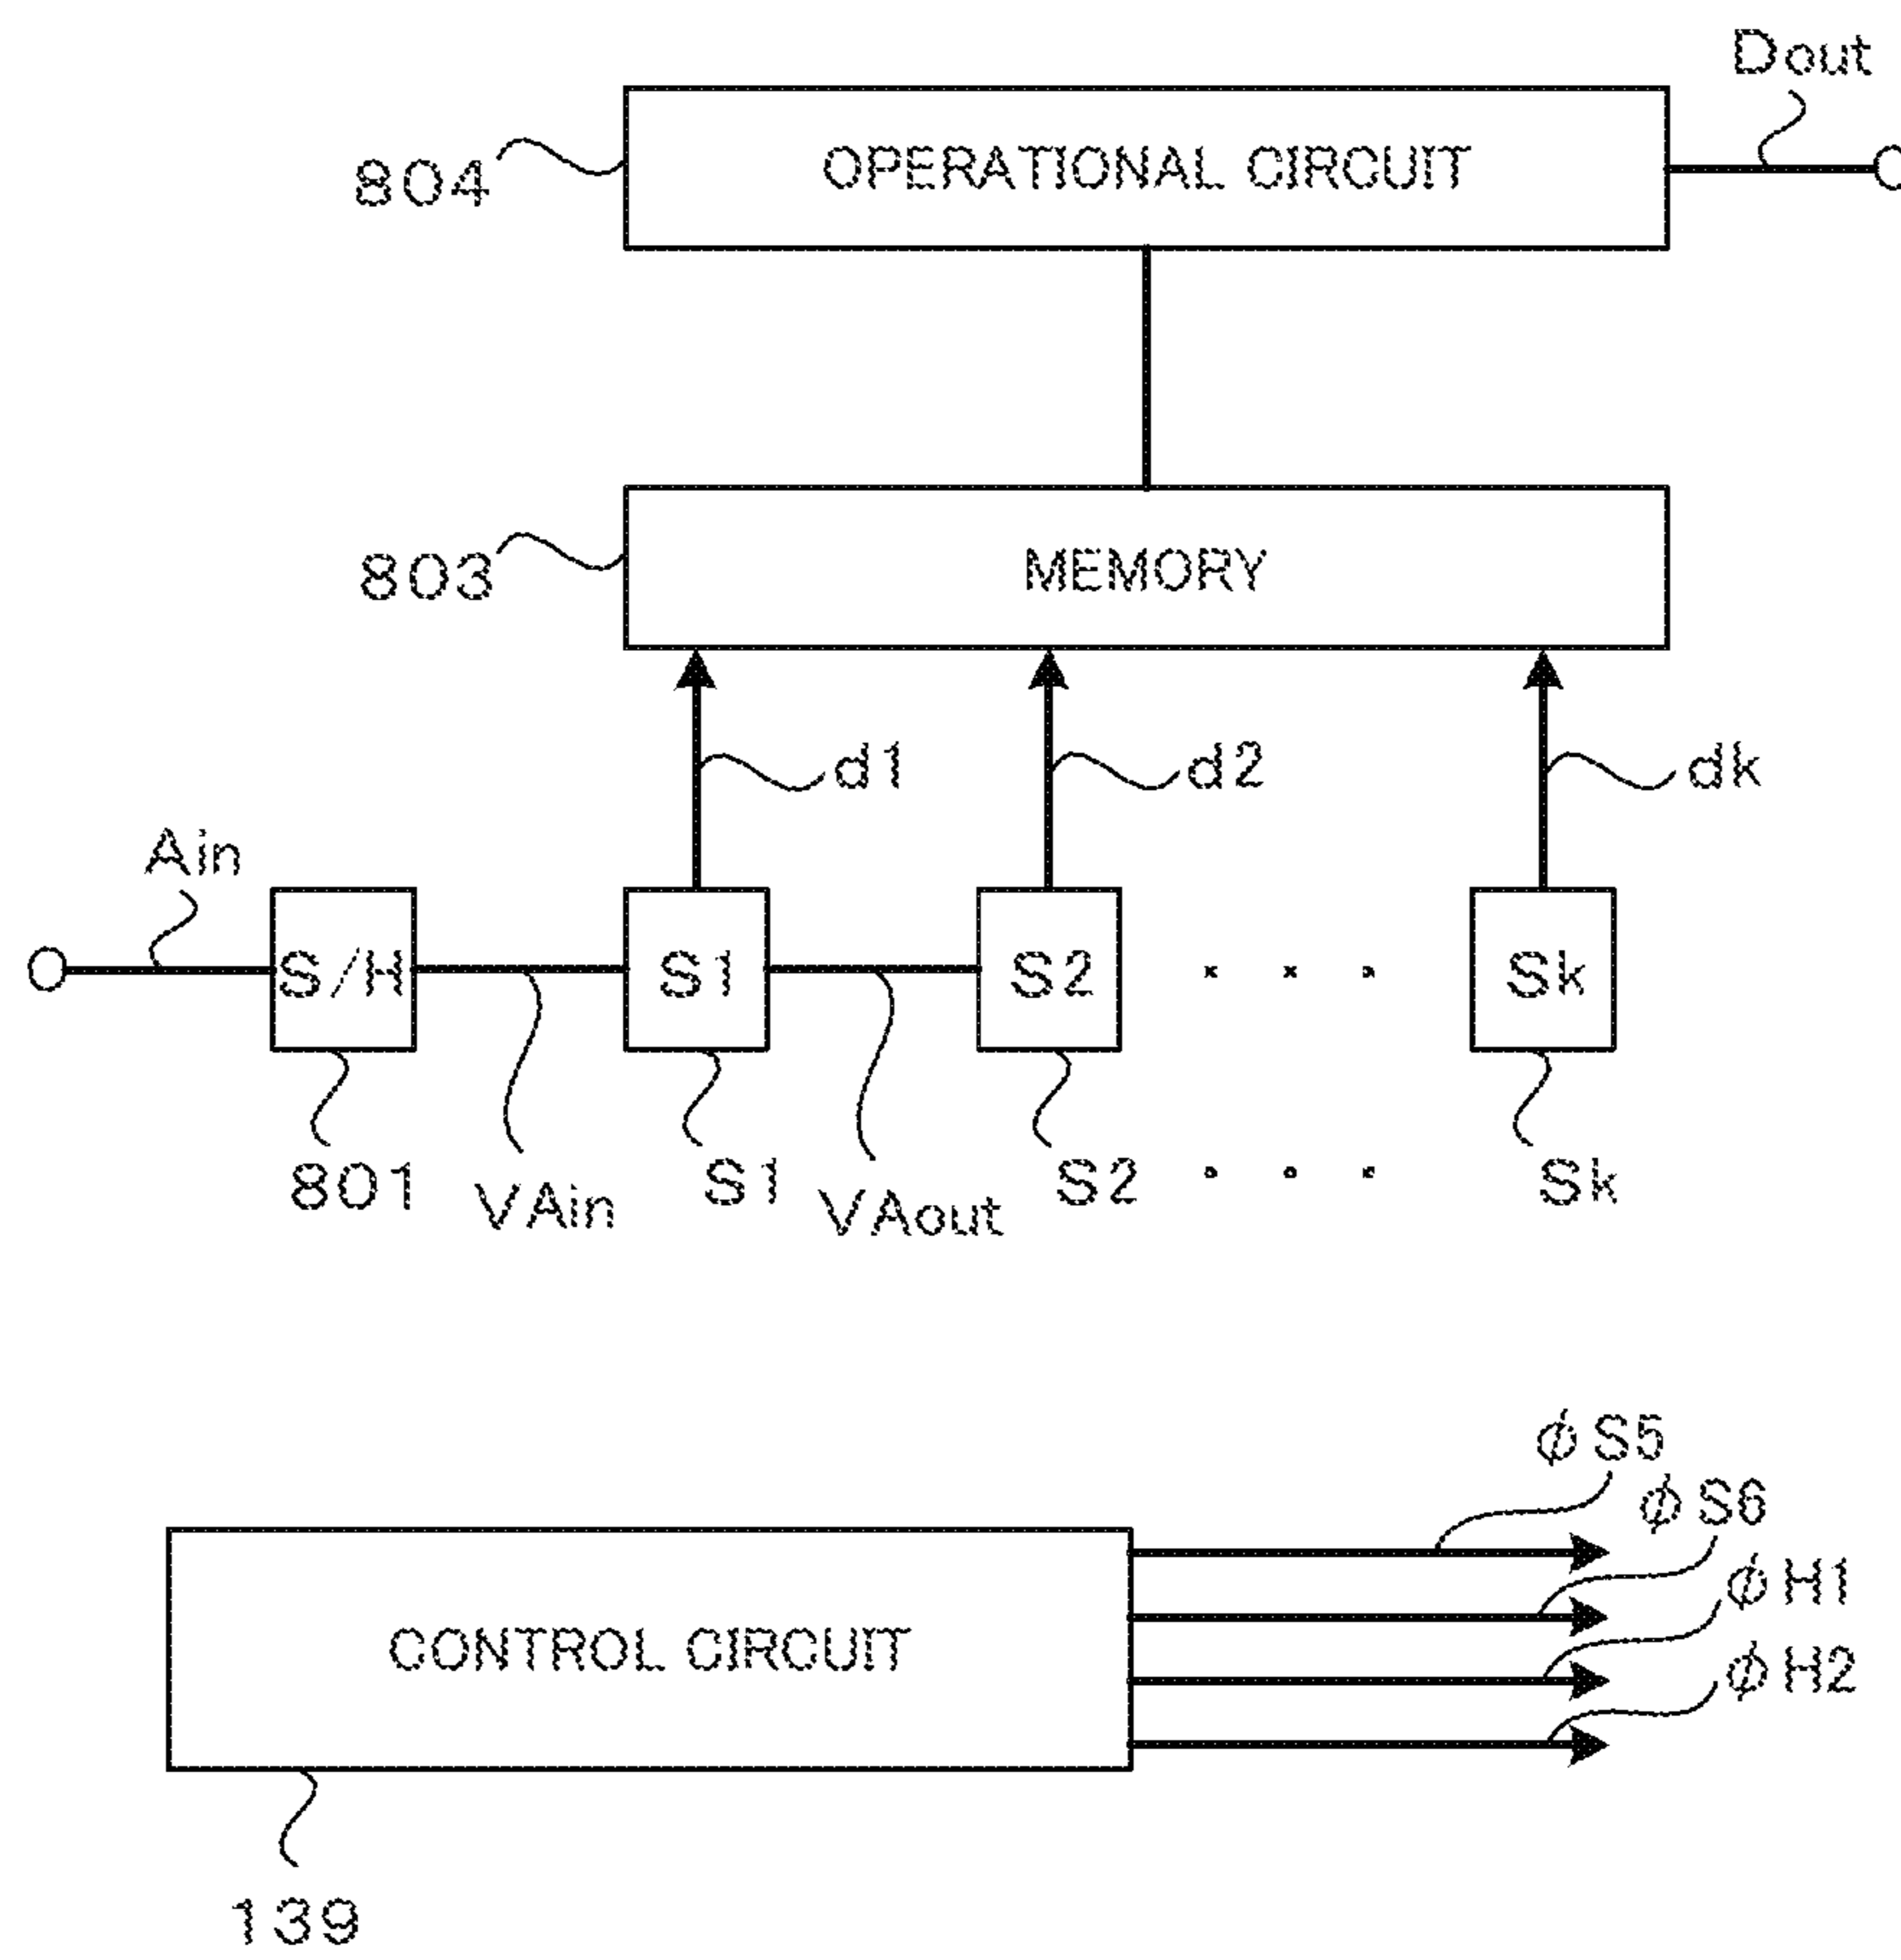 Dout
804
OPERATIONAL CIRCUIT
803
MEMORY
d1
d2
dk
Ain
S/H
S1
S2
. . .
Sk
801
VAin
S1
VAout
S2
. . .
Sk
ϕS5
ϕS6
ϕH1
ϕH2
CONTROL CIRCUIT
139